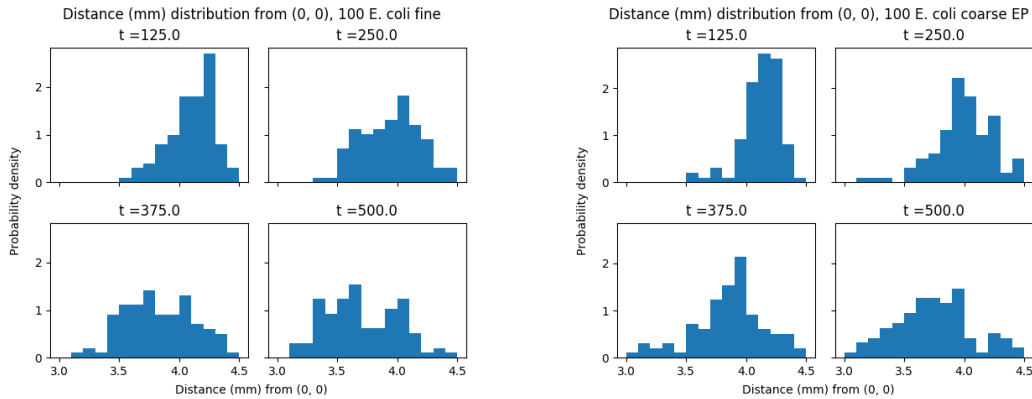 Distance (mm) distribution from (0, 0), 100 E. coli fine
t =125.0
t =250.0
2
1
0
t =375.0
t =500.0
2
1
0
3.0 3.5 4.0 4.5
3.0 3.5 4.0 4.5
Probability density
Distance (mm) from (0, 0)
Distance (mm) distribution from (0, 0), 100 E. coli coarse EP
t =125.0
t =250.0
2
1
0
t =375.0
t =500.0
2
1
0
3.0 3.5 4.0 4.5
3.0 3.5 4.0 4.5
Probability density
Distance (mm) from (0, 0)